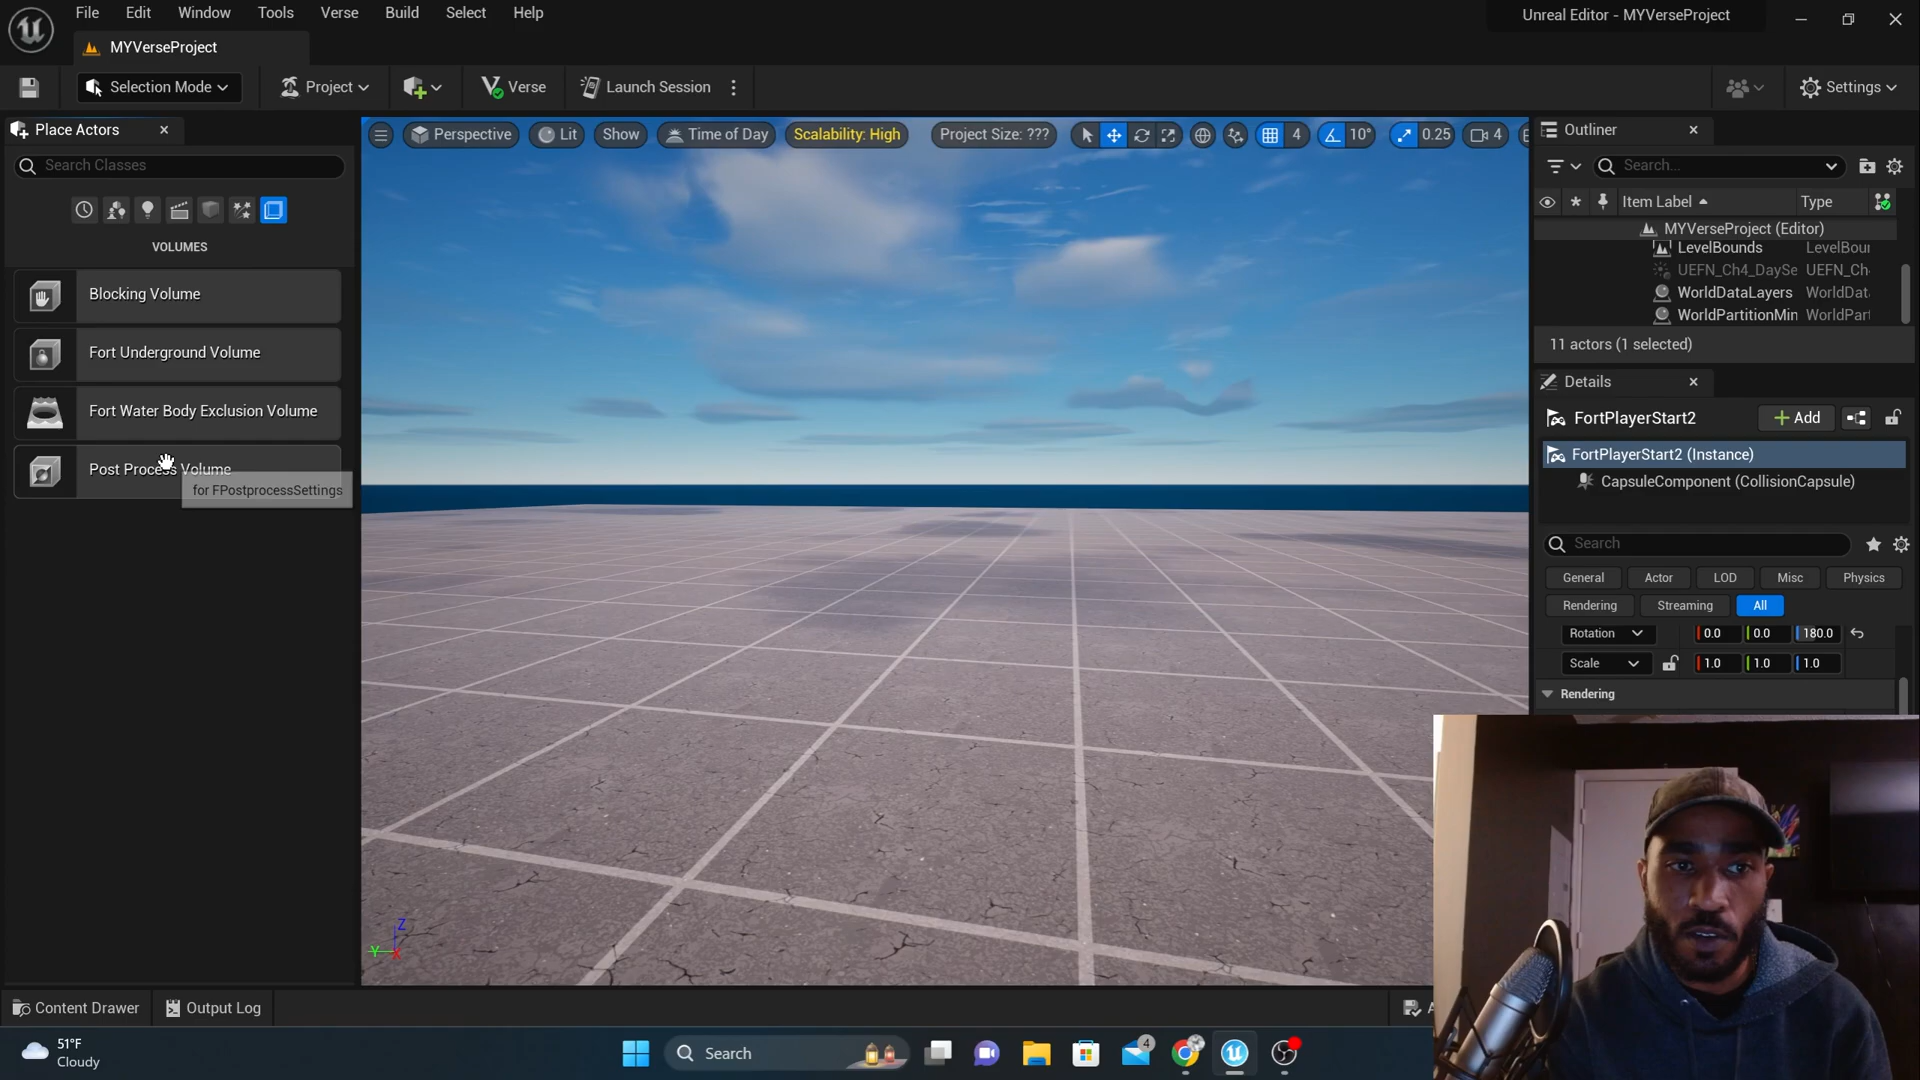 File Edit Window Tools Verse Build Select Help
Unreal Editor - MYVerseProject
MYVerseProject
Selection Mode
Project
Verse
Launch Session
Settings
Place Actors
Search Classes
VOLUMES
Blocking Volume
Fort Underground Volume
Fort Water Body Exclusion Volume
Post Process Volume
for FPostprocessSettings
Perspective
Lit
Show
Time of Day
Scalability: High
Project Size: ???
4
10°
0.25
4
Z
Y
Outliner
Search...
Item Label
Type
MYVerseProject (Editor)
LevelBounds LevelBou
UEFN_Ch4_DaySe UEFN_Ch
WorldDataLayers WorldDat
WorldPartitionMin WorldPar
11 actors (1 selected)
Details
FortPlayerStart2
Add
FortPlayerStart2 (Instance)
CapsuleComponent (CollisionCapsule)
Search
General Actor LOD Misc Physics
Rendering Streaming All
Rotation 0.0 0.0 180.0
Scale 1.0 1.0 1.0
Rendering
Content Drawer
Output Log
51°F
Cloudy
Search
4